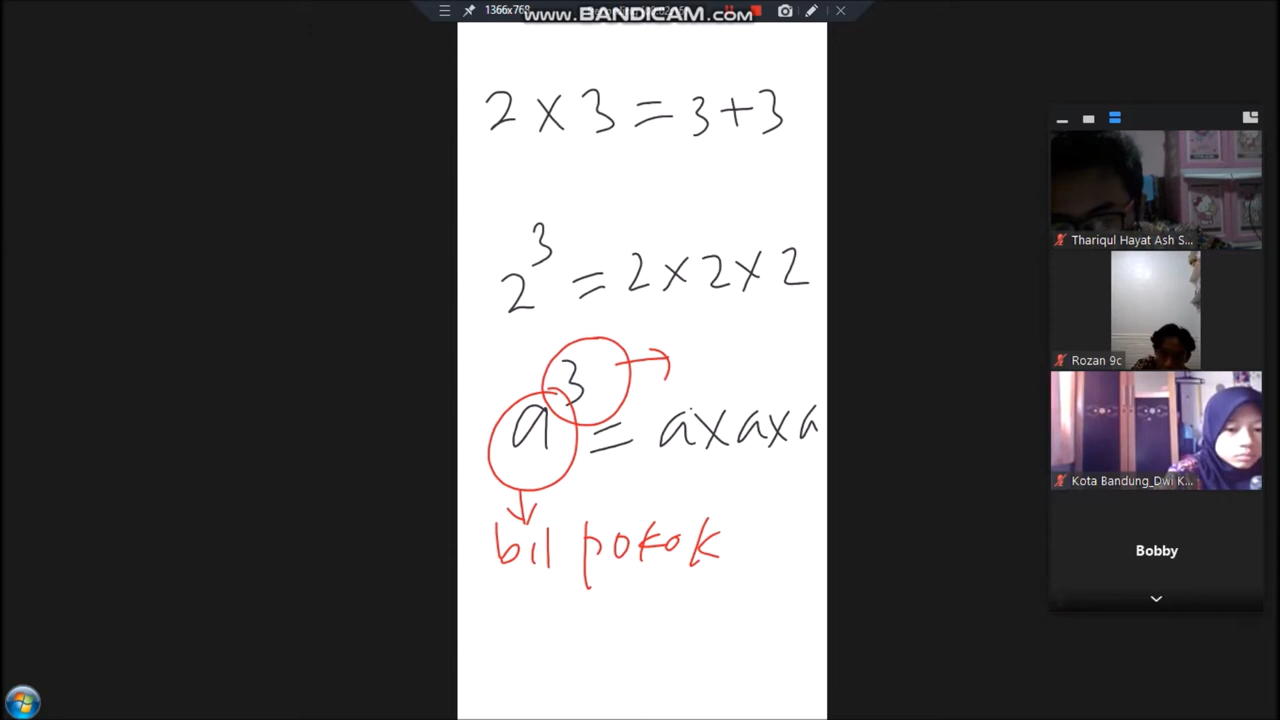 1366x768
www.BANDICAM.com
2 x 3 = 3 + 3
2³ = 2 x 2 x 2
a³ = a x a x a
bil pokok
Thariqul Hayat Ash S...
Rozan 9c
Kota Bandung_Dwi K...
Bobby